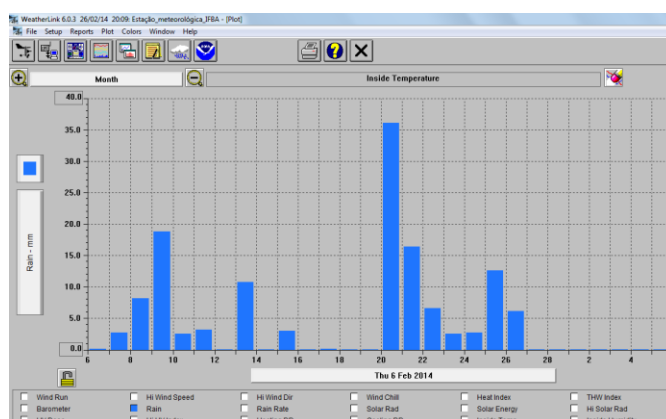 WeatherLink 6.0.3 26/02/14 20:09: Estação_meteorológica_IFBA - [Plot]
File Setup Reports Plot Colors Window Help
Month Inside Temperature
40.0
35.0
30.0
25.0
20.0
15.0
10.0
5.0
0.0
Rain - mm
6 8 10 12 14 16 18 20 22 24 26 28 2 4
Thu 6 Feb 2014
Wind Run Hi Wind Speed Hi Wind Dir Wind Chill Heat Index THW Index
Barometer Rain Rain Rate Solar Rad Solar Energy Hi Solar Rad